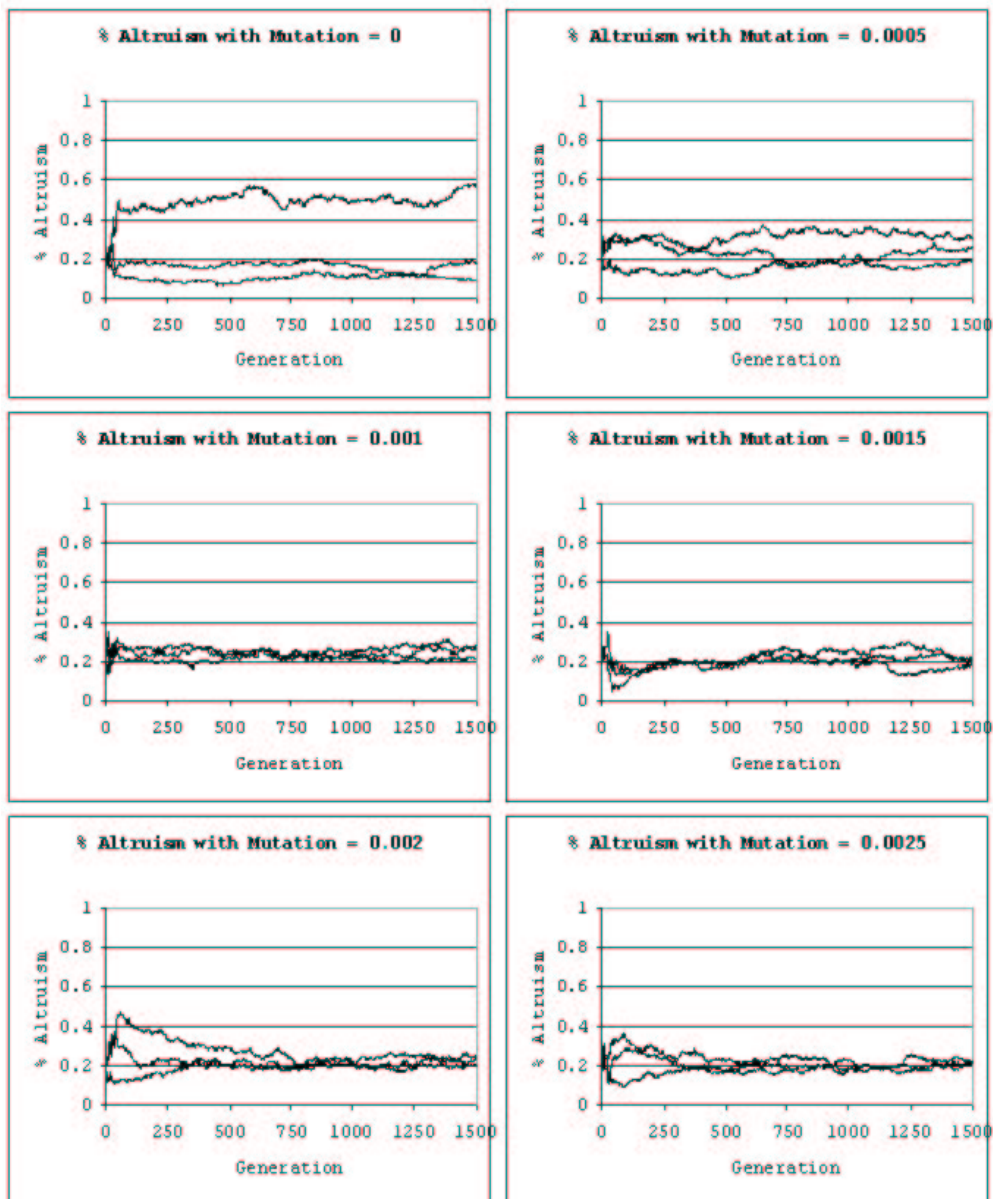 % Altruism with Mutation = 0
% Altruism
1
0.8
0.6
0.4
0.2
0
0 250 500 750 1000 1250 1500
Generation
% Altruism with Mutation = 0.0005
% Altruism
1
0.8
0.6
0.4
0.2
0
0 250 500 750 1000 1250 1500
Generation
% Altruism with Mutation = 0.001
% Altruism
1
0.8
0.6
0.4
0.2
0
0 250 500 750 1000 1250 1500
Generation
% Altruism with Mutation = 0.0015
% Altruism
1
0.8
0.6
0.4
0.2
0
0 250 500 750 1000 1250 1500
Generation
% Altruism with Mutation = 0.002
% Altruism
1
0.8
0.6
0.4
0.2
0
0 250 500 750 1000 1250 1500
Generation
% Altruism with Mutation = 0.0025
% Altruism
1
0.8
0.6
0.4
0.2
0
0 250 500 750 1000 1250 1500
Generation